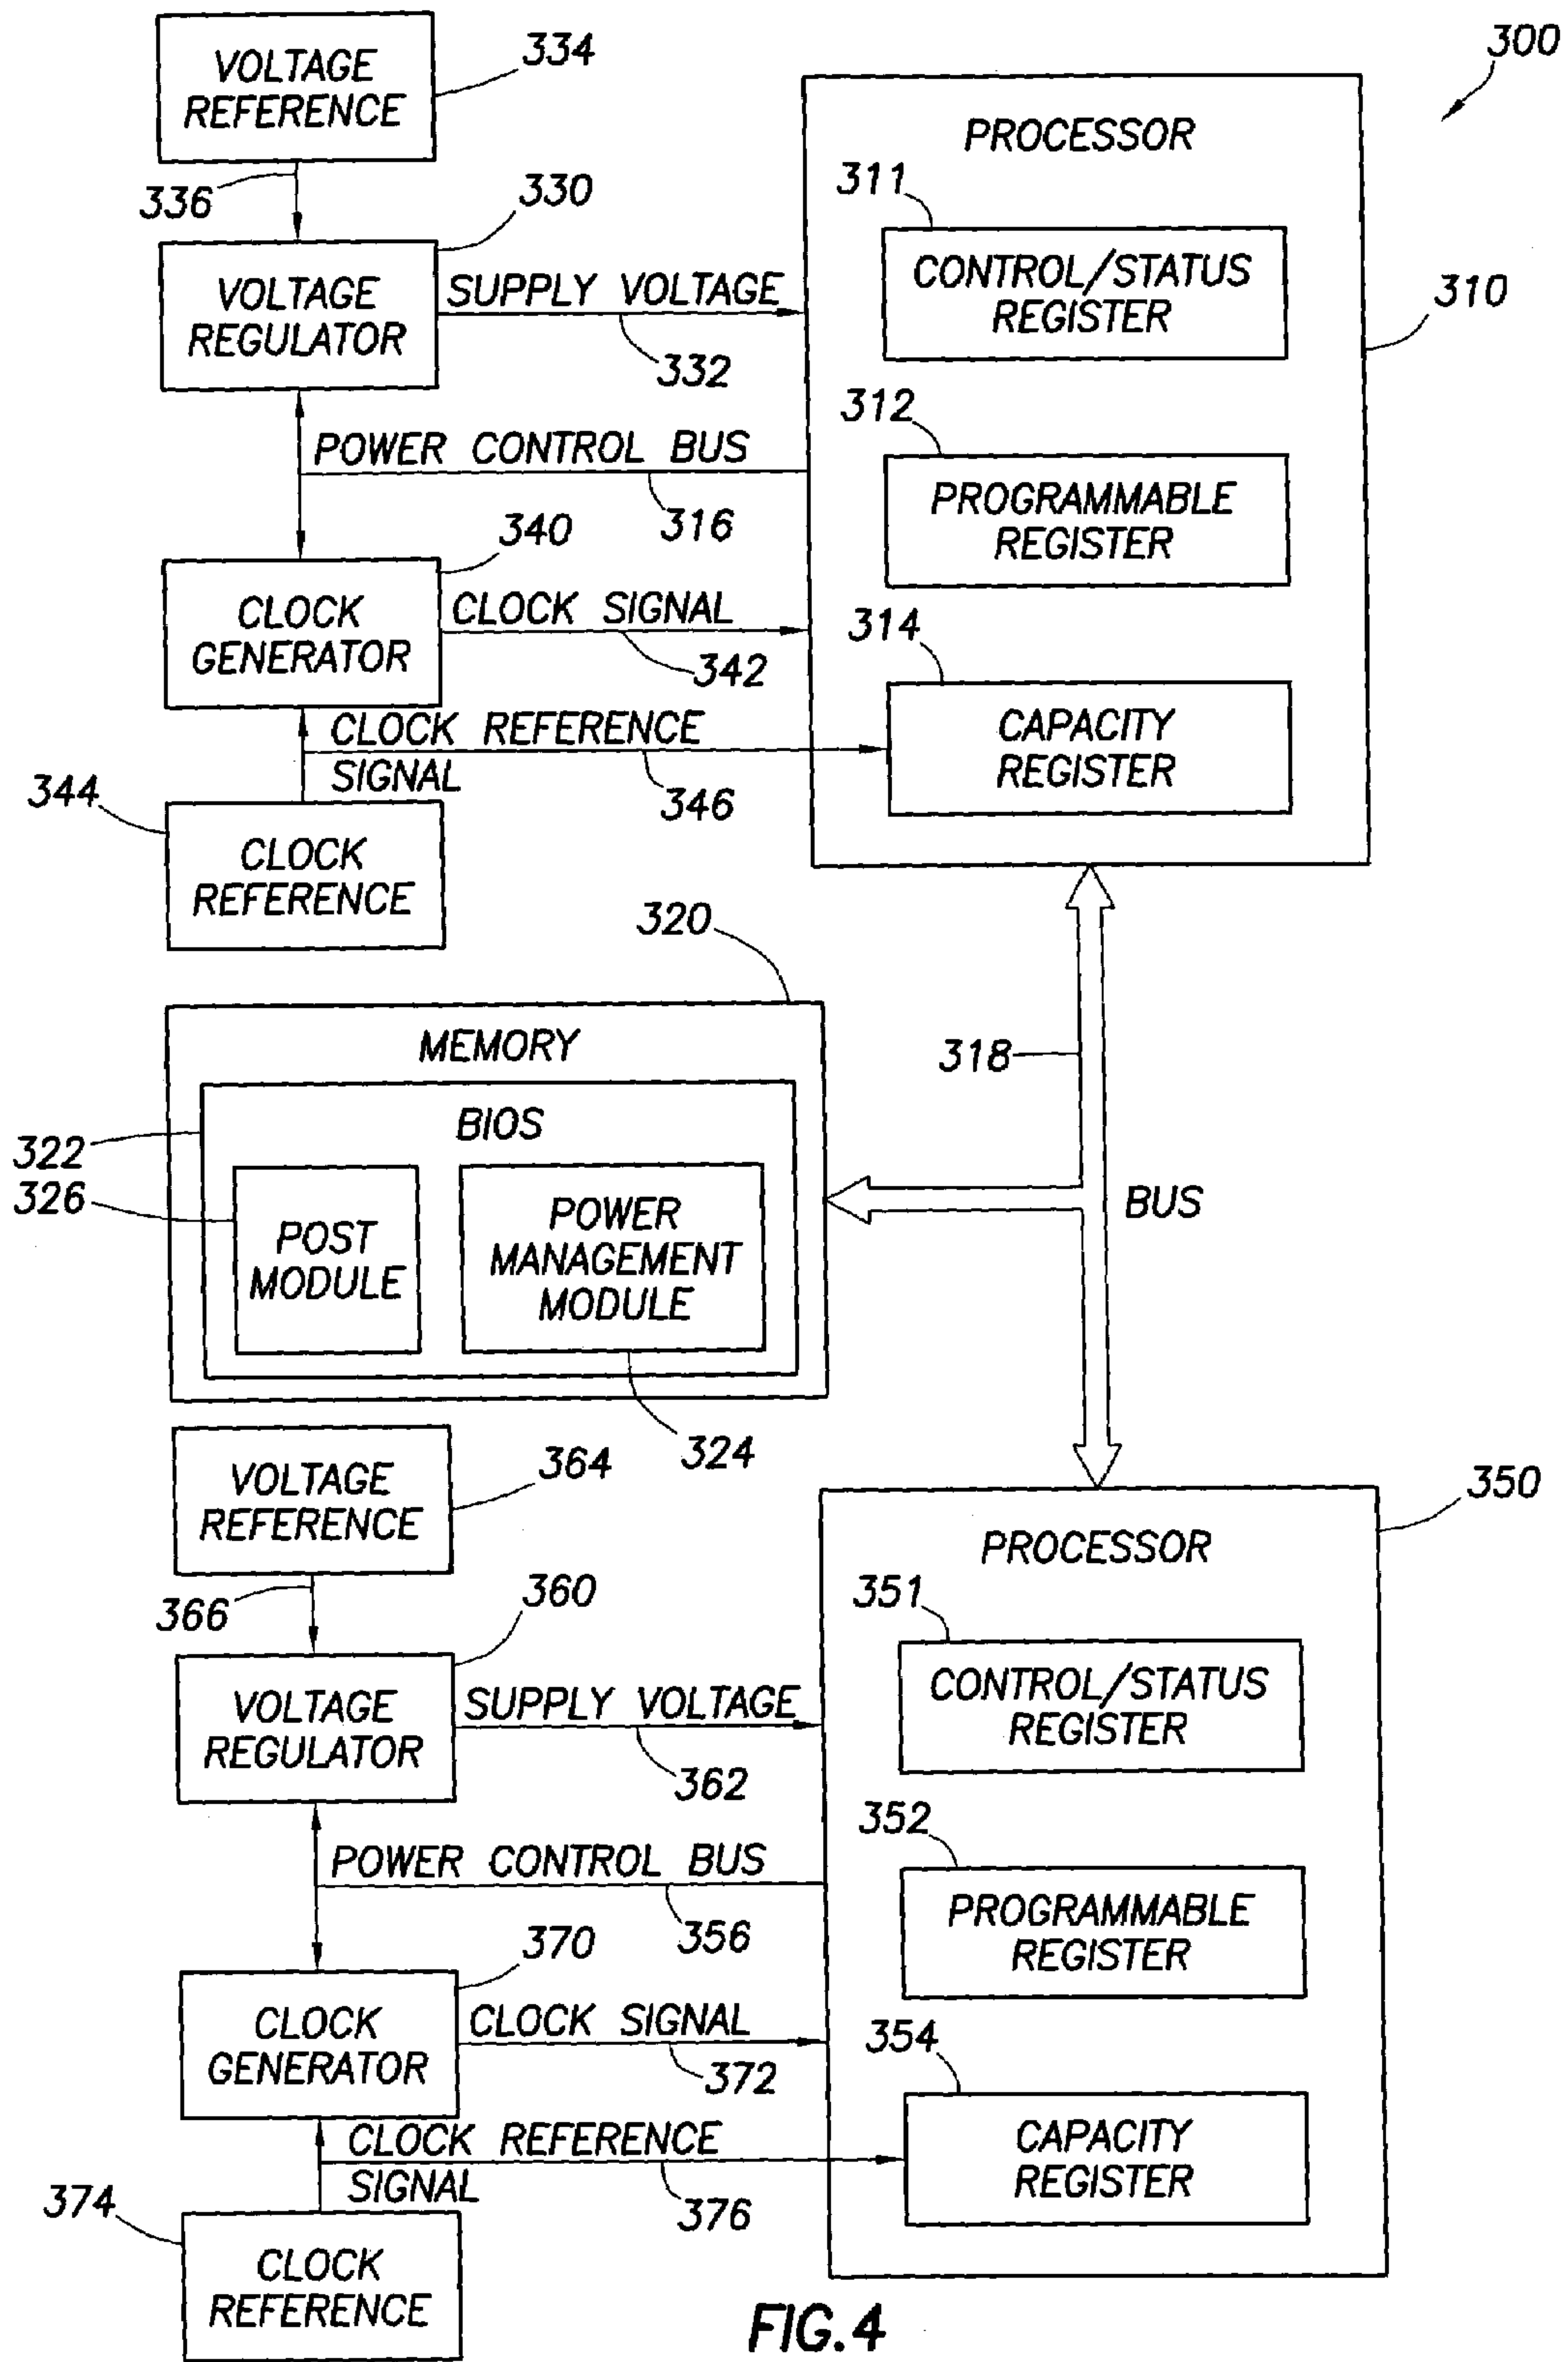 300
VOLTAGE
REFERENCE
334
336
330
VOLTAGE
REGULATOR
SUPPLY VOLTAGE
332
POWER CONTROL BUS
316
340
CLOCK
GENERATOR
CLOCK SIGNAL
342
CLOCK REFERENCE
SIGNAL
346
344
CLOCK
REFERENCE
PROCESSOR
310
311
CONTROL/STATUS
REGISTER
312
PROGRAMMABLE
REGISTER
314
CAPACITY
REGISTER
320
MEMORY
322
BIOS
326
POST
MODULE
POWER
MANAGEMENT
MODULE
324
318
BUS
VOLTAGE
REFERENCE
364
366
360
VOLTAGE
REGULATOR
SUPPLY VOLTAGE
362
POWER CONTROL BUS
356
370
CLOCK
GENERATOR
CLOCK SIGNAL
372
CLOCK REFERENCE
SIGNAL
376
374
CLOCK
REFERENCE
350
PROCESSOR
351
CONTROL/STATUS
REGISTER
352
PROGRAMMABLE
REGISTER
354
CAPACITY
REGISTER
FIG.4